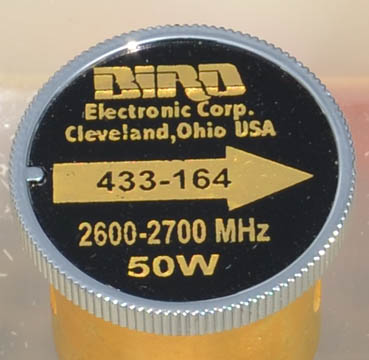 BIRD
Electronic Corp.
Cleveland,Ohio USA
433-164
2600-2700 MHz
50W